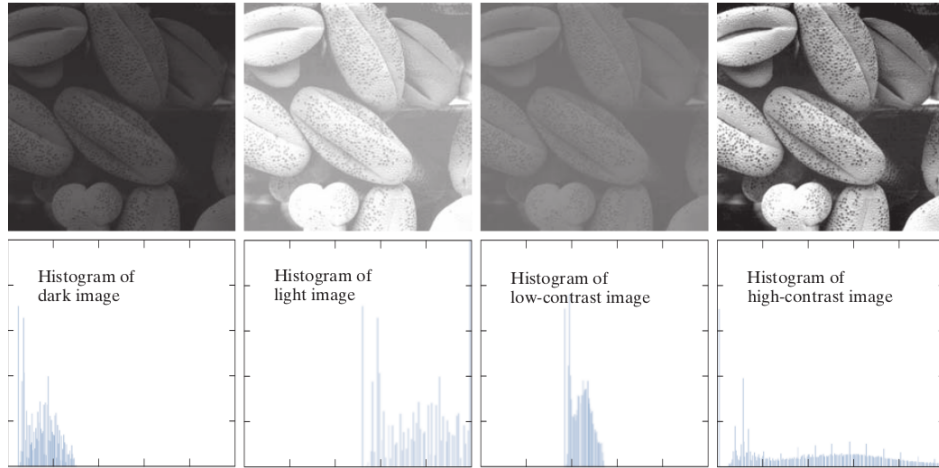 Histogram of
dark image
Histogram of
light image
Histogram of
low-contrast image
Histogram of
high-contrast image